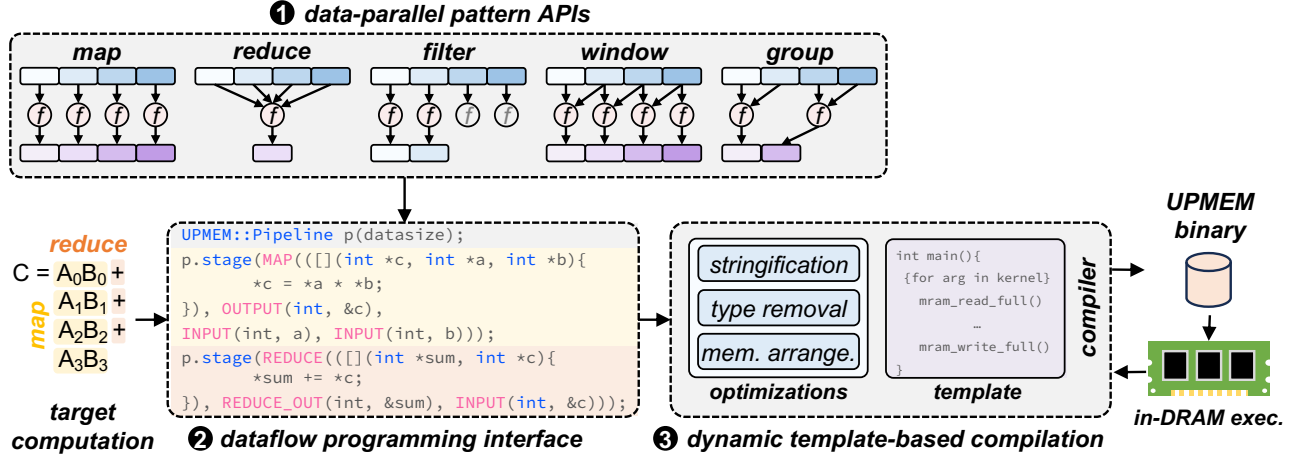 ❶ data-parallel pattern APIs
map reduce filter window group
f f f f f f f f f f f f f f f
reduce
C = A0B0 +
A1B1 +
A2B2 +
A3B3
map
target
computation
UPMEM::Pipeline p(datasize);
p.stage(MAP(([](int *c, int *a, int *b){
*c = *a * *b;
}), OUTPUT(int, &c),
INPUT(int, a), INPUT(int, b)));
p.stage(REDUCE(([](int *sum, int *c){
*sum += *c;
}), REDUCE_OUT(int, &sum), INPUT(int, &c)));
❷ dataflow programming interface
stringification
type removal
mem. arrange.
optimizations
int main(){
{for arg in kernel}
mram_read_full()
…
mram_write_full()
}
template
compiler
❸ dynamic template-based compilation
UPMEM
binary
in-DRAM exec.